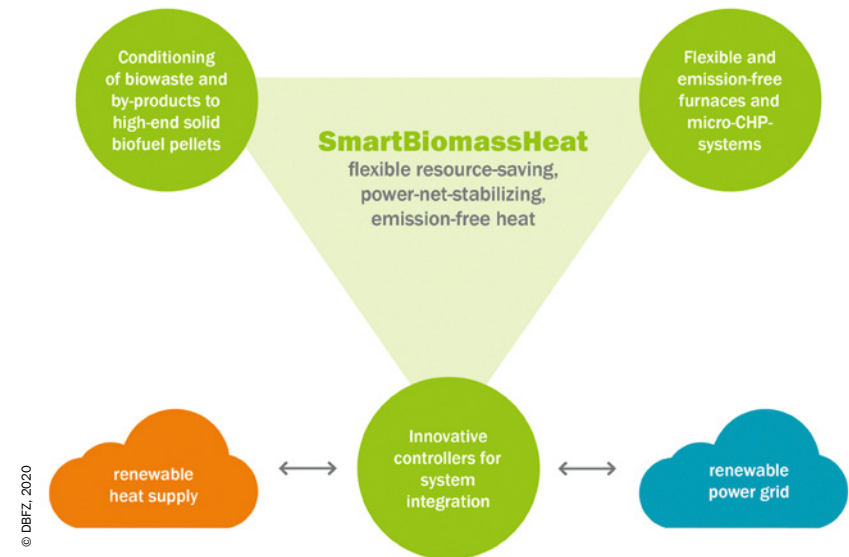 Conditioning
of biowaste and
by-products to
high-end solid
biofuel pellets
Flexible and
emission-free
furnaces and
micro-CHP-
systems
SmartBiomassHeat
flexible resource-saving,
power-net-stabilizing,
emission-free heat
renewable
heat supply
Innovative
controllers for
system
integration
renewable
power grid
© DBFZ, 2020